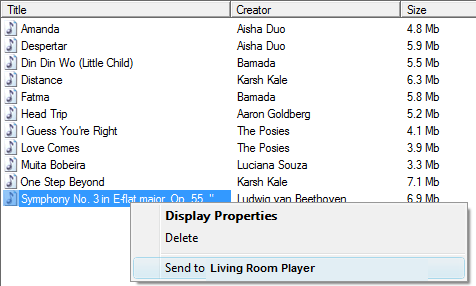 Title Creator Size
Amanda Aisha Duo 4.8 Mb
Despertar Aisha Duo 5.9 Mb
Din Din Wo (Little Child) Bamada 5.5 Mb
Distance Karsh Kale 6.3 Mb
Fatma Bamada 5.8 Mb
Head Trip Aaron Goldberg 5.2 Mb
I Guess You're Right The Posies 4.1 Mb
Love Comes The Posies 3.9 Mb
Muita Bobeira Luciana Souza 3.3 Mb
One Step Beyond Karsh Kale 7.1 Mb
Symphony No. 3 in E-flat major, Op. 55, " Ludwig van Beethoven 6.9 Mb
Display Properties
Delete
Send to Living Room Player